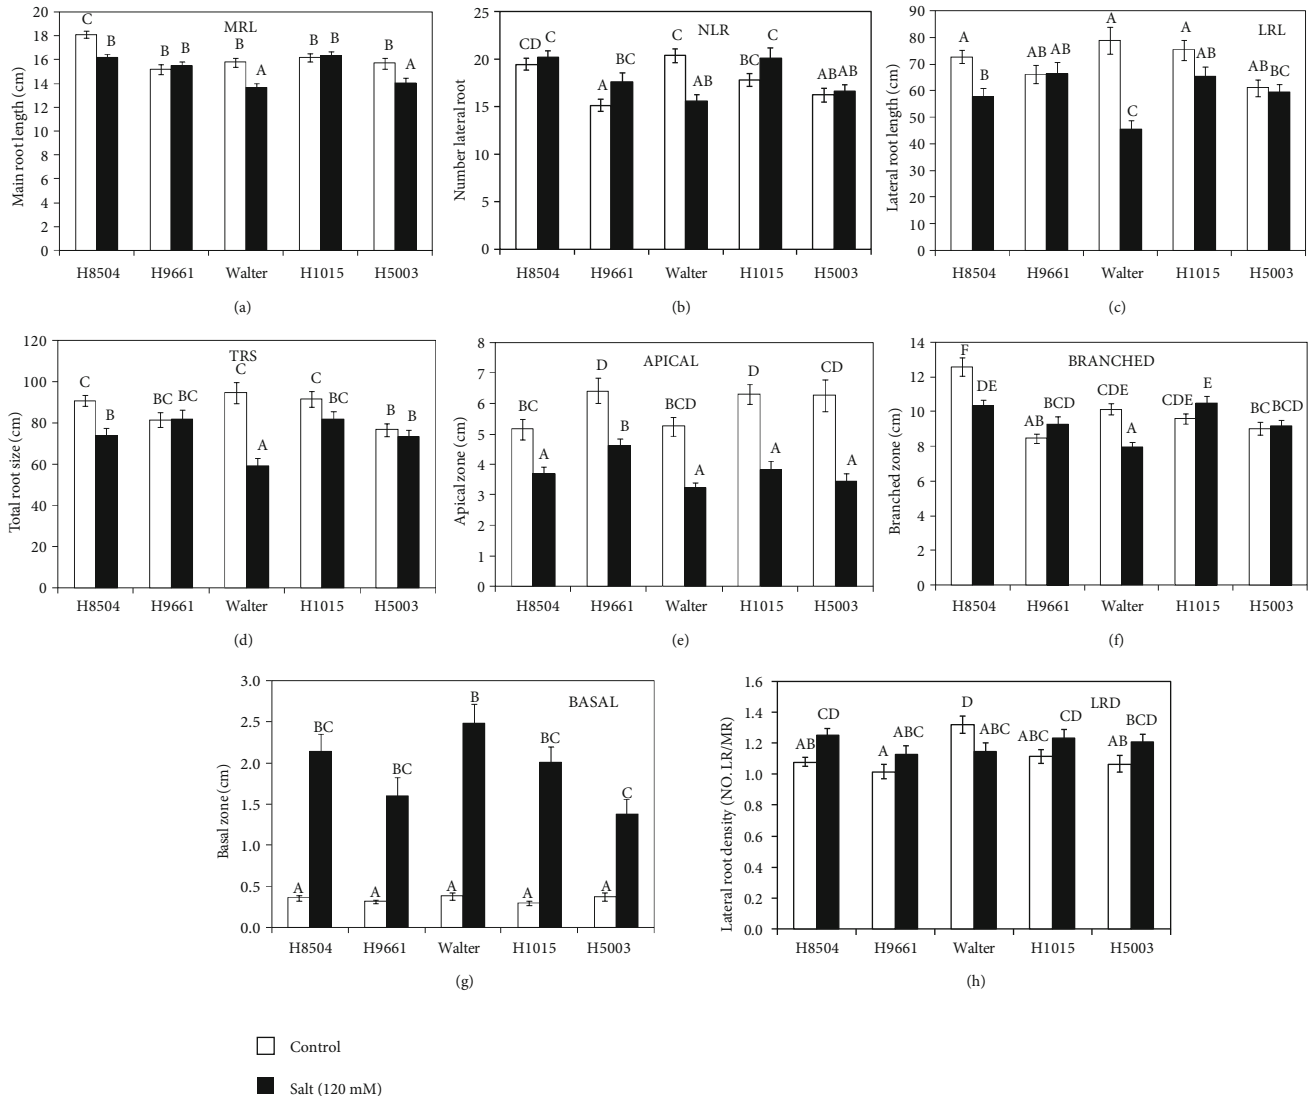 MRL
Main root length (cm)
20
18
16
14
12
10
8
6
4
2
0
C
B
B
B
B
A
B
B
B
A
H8504 H9661 Walter H1015 H5003
(a)
NLR
Number lateral root
25
20
15
10
5
0
CD
C
A
BC
C
AB
BC
C
AB
AB
H8504 H9661 Walter H1015 H5003
(b)
LRL
Lateral root length (cm)
90
80
70
60
50
40
30
20
10
0
A
B
AB
AB
A
C
A
AB
AB
BC
H8504 H9661 Walter H1015 H5003
(c)
TRS
Total root size (cm)
120
100
80
60
40
20
0
C
B
BC
BC
C
A
C
BC
B
B
H8504 H9661 Walter H1015 H5003
(d)
APICAL
Apical zone (cm)
8
7
6
5
4
3
2
1
0
BC
A
D
B
BCD
A
D
A
CD
A
H8504 H9661 Walter H1015 H5003
(e)
BRANCHED
Branched zone (cm)
14
12
10
8
6
4
2
0
F
DE
AB
BCD
CDE
A
CDE
E
BC
BCD
H8504 H9661 Walter H1015 H5003
(f)
BASAL
Basal zone (cm)
3.0
2.5
2.0
1.5
1.0
0.5
0.0
A
BC
A
BC
A
B
A
BC
A
C
H8504 H9661 Walter H1015 H5003
(g)
LRD
Lateral root density (NO. LR/MR)
1.6
1.4
1.2
1.0
0.8
0.6
0.4
0.2
0.0
AB
CD
A
ABC
D
ABC
ABC
CD
AB
BCD
H8504 H9661 Walter H1015 H5003
(h)
Control
Salt (120 mM)